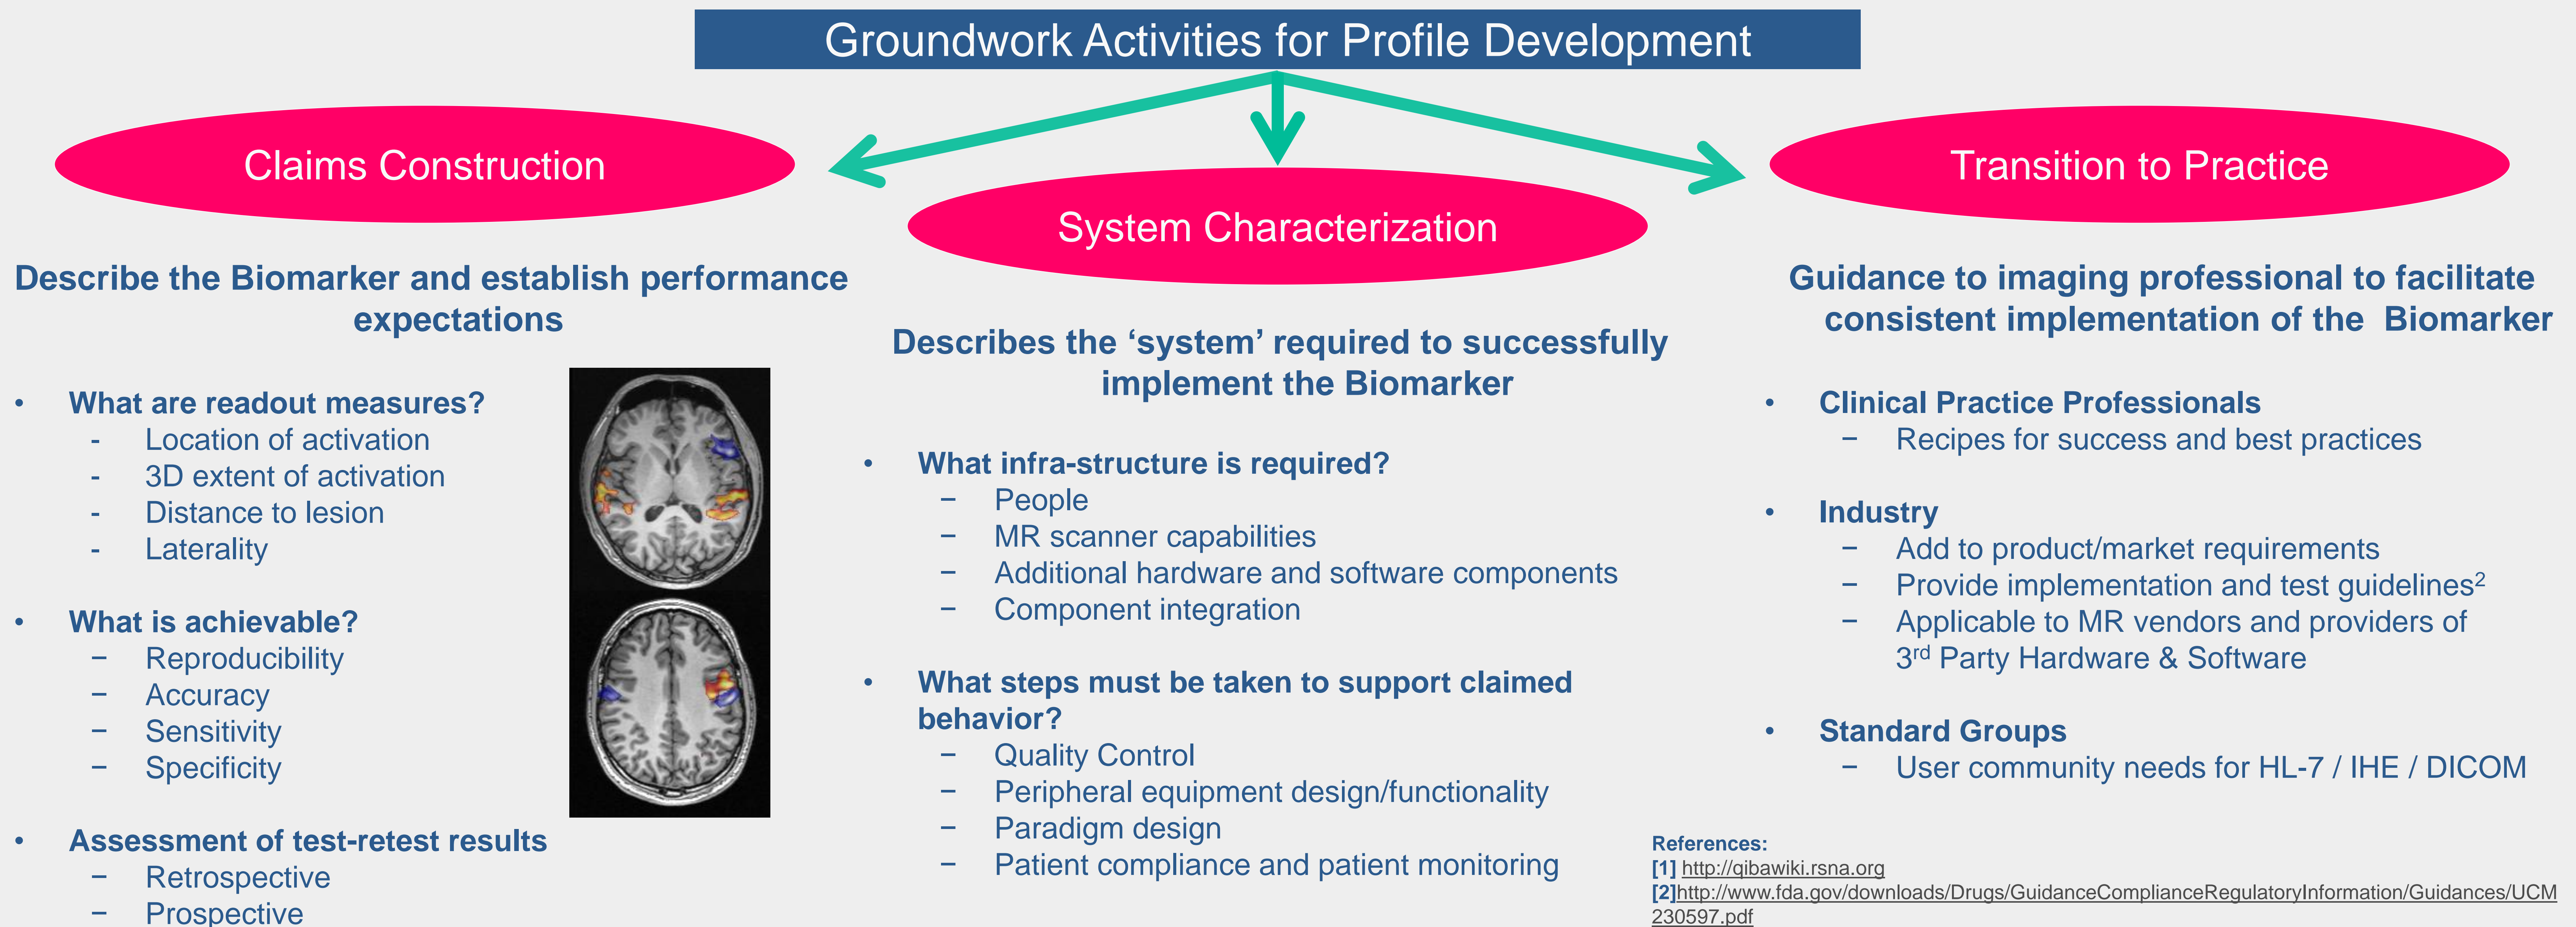 Groundwork Activities for Profile Development
Claims Construction
Describe the Biomarker and establish performance
expectations
• What are readout measures?
- Location of activation
- 3D extent of activation
- Distance to lesion
- Laterality
• What is achievable?
− Reproducibility
− Accuracy
− Sensitivity
− Specificity
• Assessment of test-retest results
− Retrospective
− Prospective
System Characterization
Describes the ‘system’ required to successfully
implement the Biomarker
• What infra-structure is required?
− People
− MR scanner capabilities
− Additional hardware and software components
− Component integration
• What steps must be taken to support claimed
behavior?
− Quality Control
− Peripheral equipment design/functionality
− Paradigm design
− Patient compliance and patient monitoring
Transition to Practice
Guidance to imaging professional to facilitate
consistent implementation of the Biomarker
• Clinical Practice Professionals
− Recipes for success and best practices
• Industry
− Add to product/market requirements
− Provide implementation and test guidelines²
− Applicable to MR vendors and providers of
3rd Party Hardware & Software
• Standard Groups
− User community needs for HL-7 / IHE / DICOM
References:
[1] http://qibawiki.rsna.org
[2]http://www.fda.gov/downloads/Drugs/GuidanceComplianceRegulatoryInformation/Guidances/UCM
230597.pdf